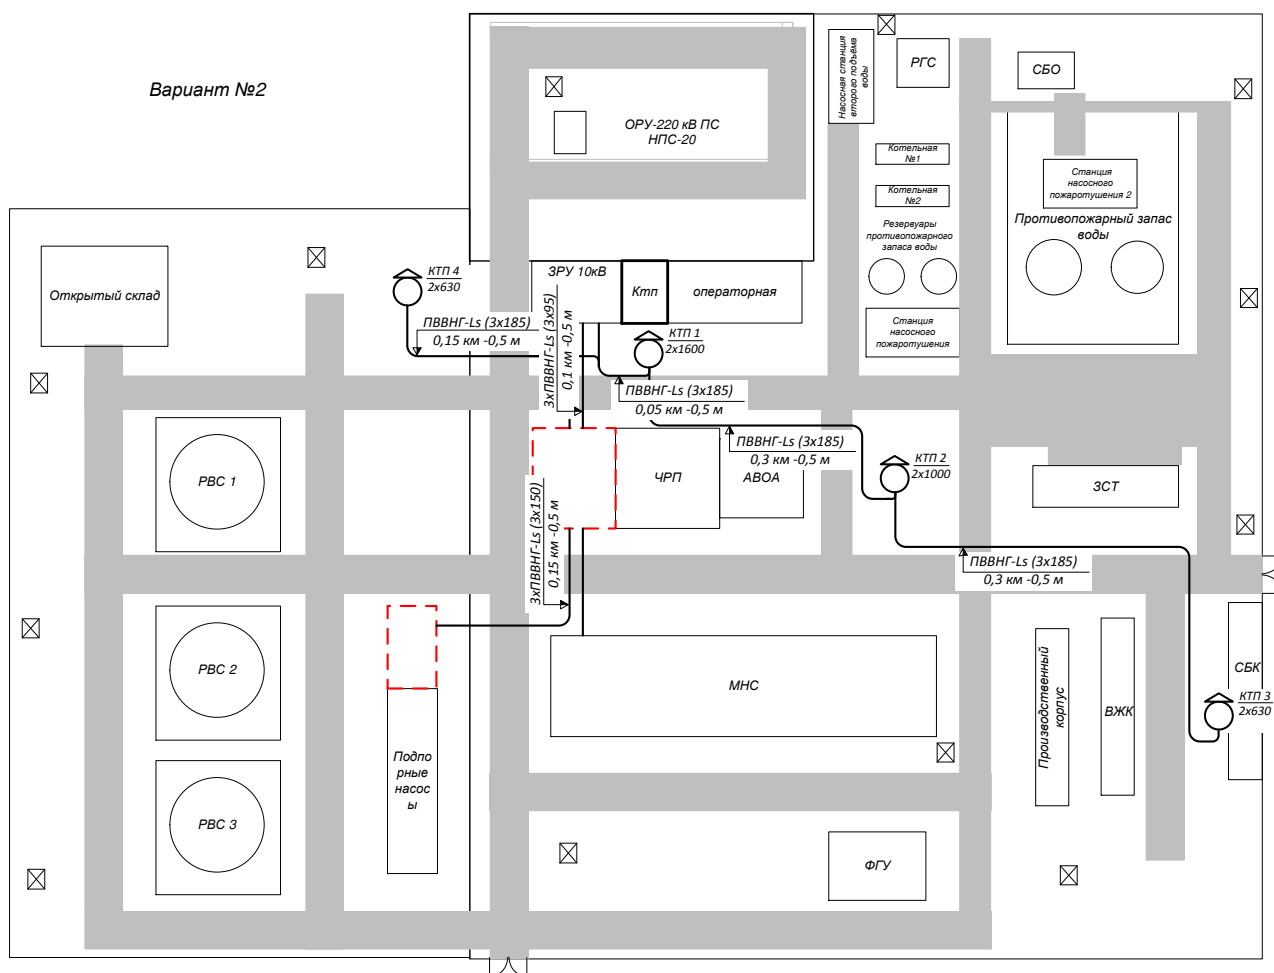 Вариант №2
ОРУ-220 кВ ПС
НПС-20
Насосная станция
второго подъёма
воды
РГС
СБО
Котельная
№1
Котельная
№2
Станция
насосного
пожаротушения 2
Резервуары
противопожарного
запаса воды
Противопожарный запас
воды
Станция
насосного
пожаротушения
Открытый склад
КТП 4
2х630
ЗРУ 10кВ
Ктп
операторная
ПВВНГ-Ls (3х185)
0,15 км -0,5 м
3хПВВНГ-Ls (3х95)
0,1 км -0,5 м
КТП 1
2х1600
ПВВНГ-Ls (3х185)
0,05 км -0,5 м
ПВВНГ-Ls (3х185)
0,3 км -0,5 м
КТП 2
2х1000
РВС 1
ЧРП
АВОА
ЗСТ
3хПВВНГ-Ls (3х150)
0,15 км -0,5 м
ПВВНГ-Ls (3х185)
0,3 км -0,5 м
РВС 2
МНС
Производственный
корпус
ВЖК
СБК
КТП 3
2х630
Подпо
рные
насос
ы
РВС 3
ФГУ